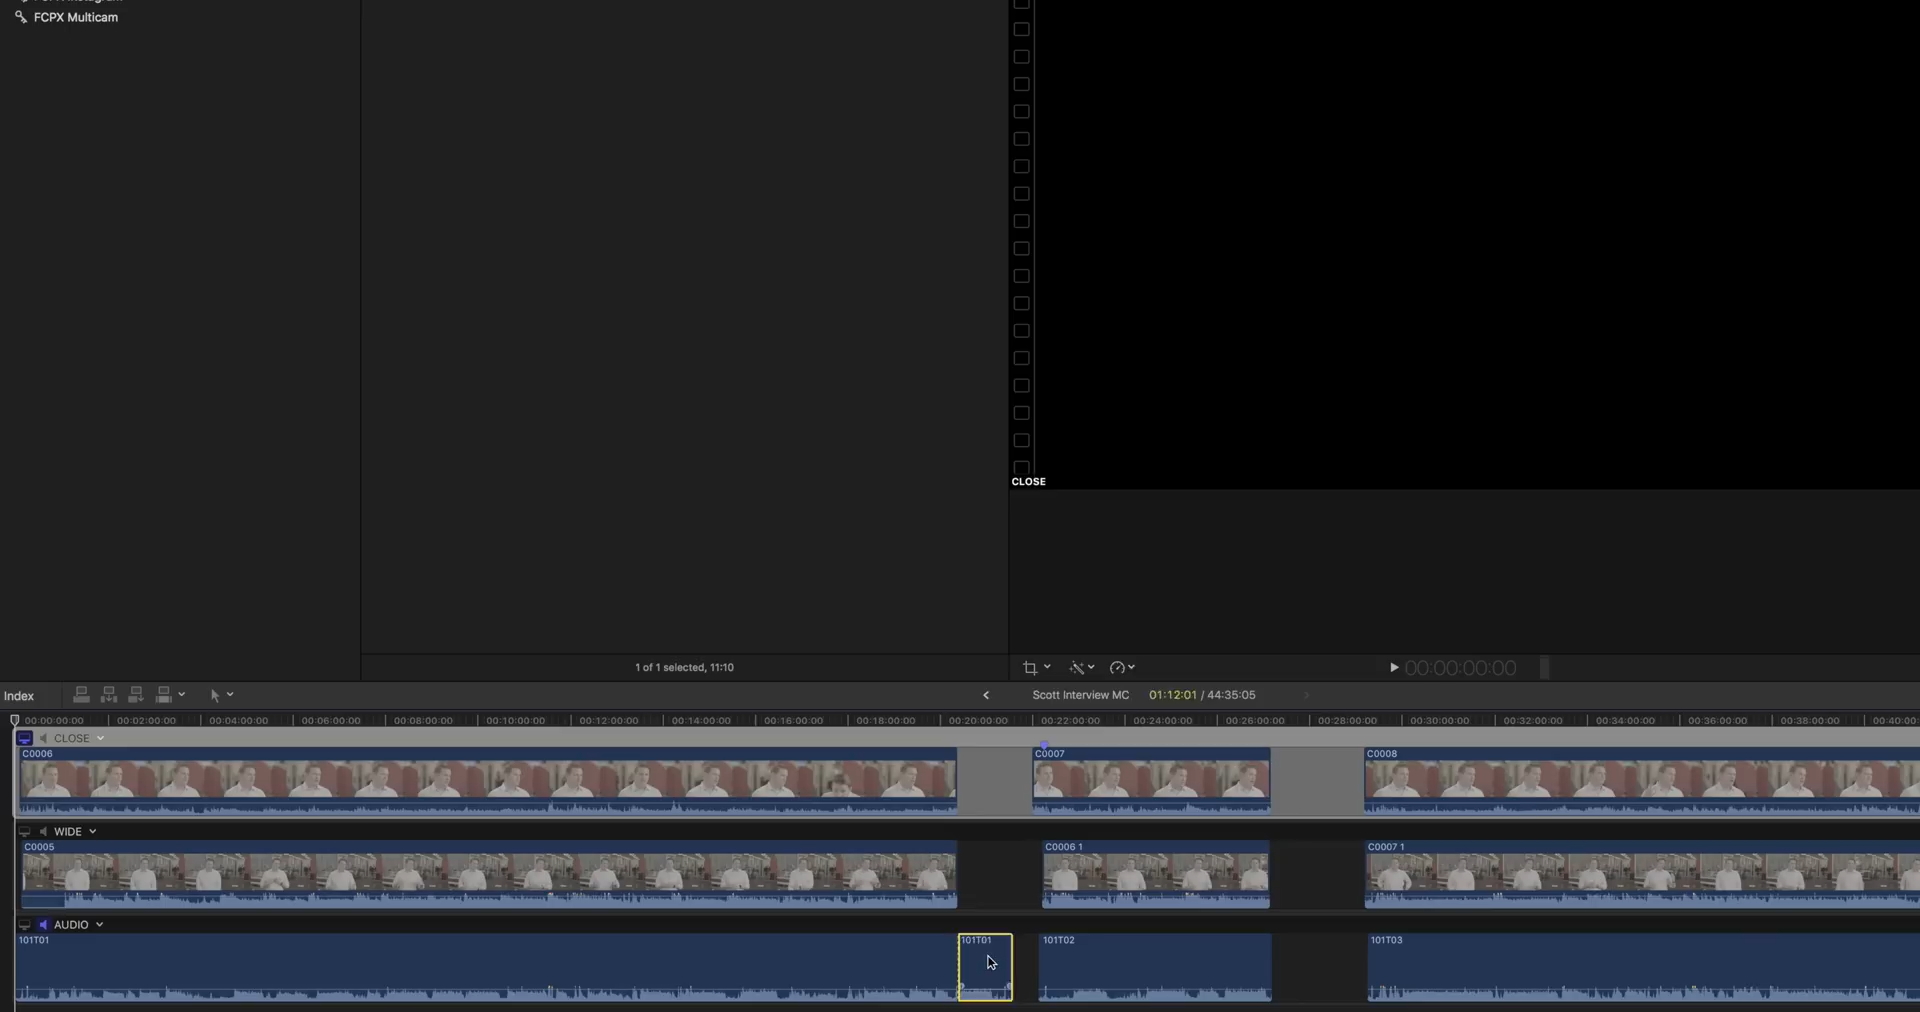 FCPX Multicam
CLOSE
1 of 1 selected, 11:10
00:00:00:00
Index
Scott Interview MC
01:12:01 / 44:35:05
00:00:00:00
00:02:00:00
00:04:00:00
00:06:00:00
00:08:00:00
00:10:00:00
00:12:00:00
00:14:00:00
00:16:00:00
00:18:00:00
00:20:00:00
00:22:00:00
00:24:00:00
00:26:00:00
00:28:00:00
00:30:00:00
00:32:00:00
00:34:00:00
00:36:00:00
00:38:00:00
00:40:00:
CLOSE
C0006
C0007
C0008
WIDE
C0005
C0006 1
C0007 1
AUDIO
101T01
101T01
101T02
101T03